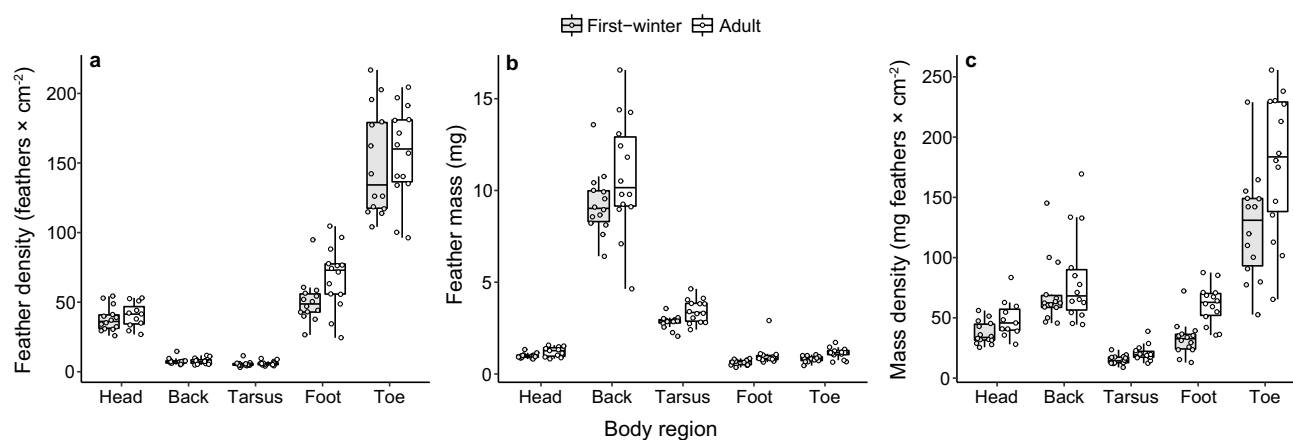 First−winter Adult
a
Feather density (feathers × cm⁻²)
200
150
100
50
0
Head Back Tarsus Foot Toe
b
Feather mass (mg)
15
10
5
0
Head Back Tarsus Foot Toe
c
Mass density (mg feathers × cm⁻²)
250
200
150
100
50
0
Head Back Tarsus Foot Toe
Body region